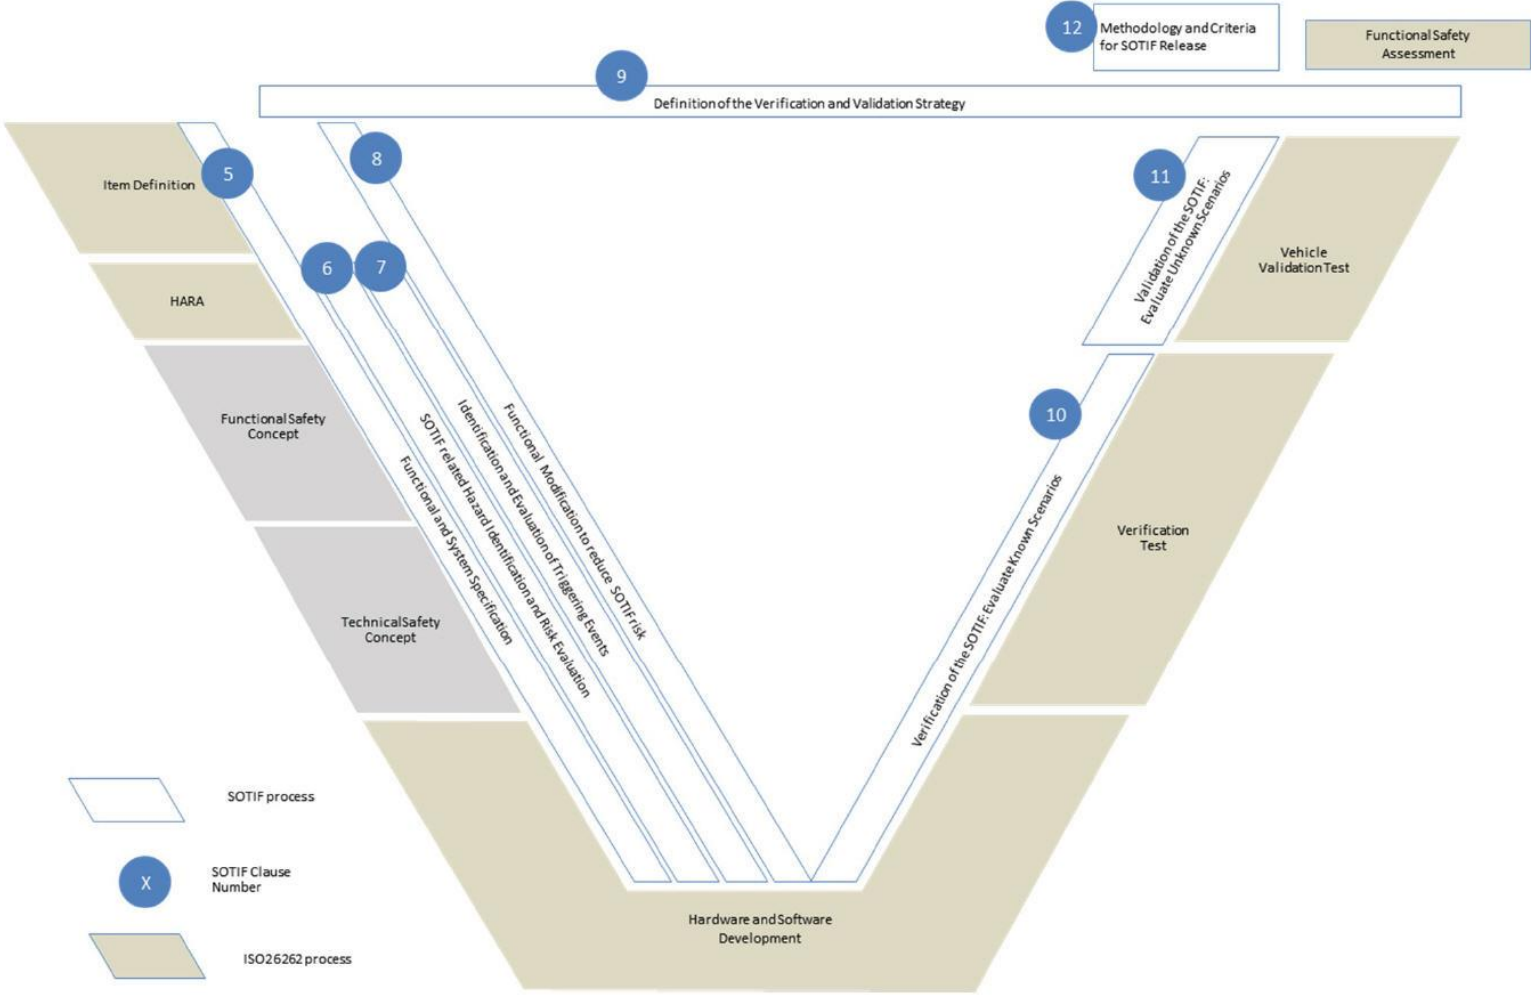 12
Methodology and Criteria
for SOTIF Release
Functional Safety
Assessment
9
Definition of the Verification and Validation Strategy
5
8
11
Item Definition
6
7
HARA
Functional Safety
Concept
Technical Safety
Concept
Functional and System Specification
SOTIF related Hazard Identification and Risk Evaluation
Identification and Evaluation of Triggering Events
Functional Modification to reduce SOTIF risk
Validation of the SOTIF:
Evaluate Unknown Scenarios
Vehicle
Validation Test
10
Verification of the SOTIF: Evaluate Known Scenarios
Verification
Test
Hardware and Software
Development
SOTIF process
X
SOTIF Clause
Number
ISO26262 process